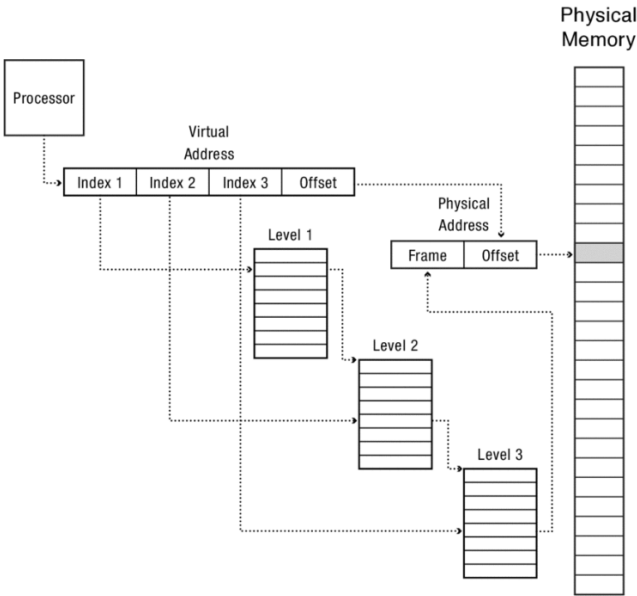 Physical
Memory
Processor
Virtual
Address
Index 1 Index 2 Index 3 Offset
Physical
Address
Level 1
Frame Offset
Level 2
Level 3